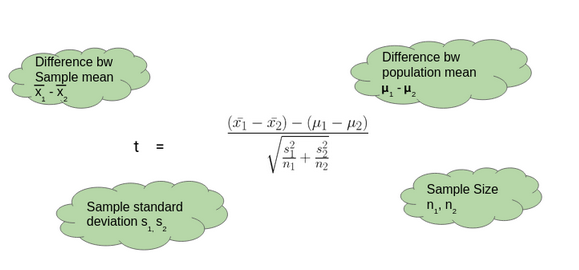 Difference bw
Sample mean
x̄₁ - x̄₂
Difference bw
population mean
μ₁ - μ₂
t = ((x̄₁ − x̄₂) − (μ₁ − μ₂)) / √(s₁²/n₁ + s₂²/n₂)
Sample standard
deviation s₁, s₂
Sample Size
n₁, n₂